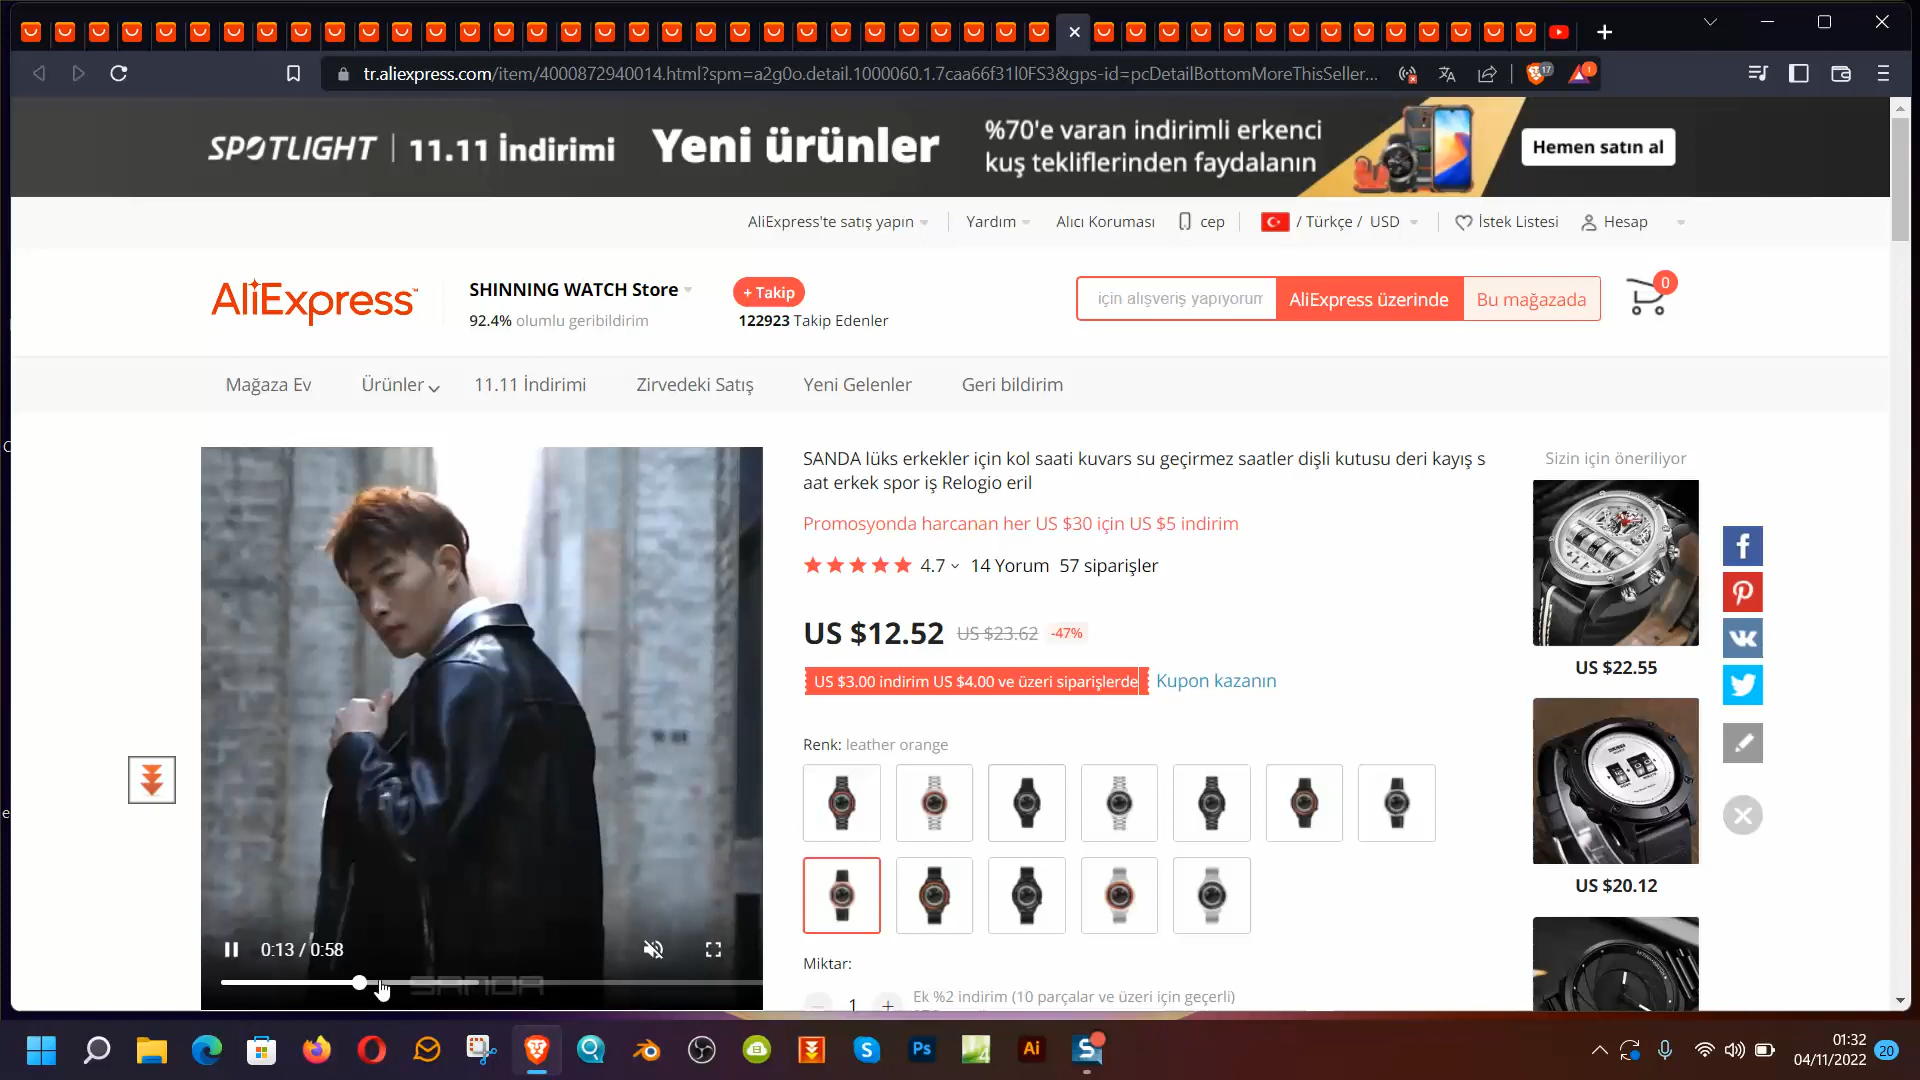 tr.aliexpress.com/item/4000872940014.html?spm=a2g0o.detail.1000060.1.7caa66f31l0FS3&gps-id=pcDetailBottomMoreThisSeller...
17
1
SPOTLIGHT | 11.11 İndirimi
Yeni ürünler
%70'e varan indirimli erkenci
kuş tekliflerinden faydalanın
Hemen satın al
AliExpress'te satış yapın
Yardım
Alıcı Koruması
cep
/ Türkçe / USD
İstek Listesi
Hesap
AliExpress™
SHINNING WATCH Store
92.4% olumlu geribildirim
+ Takip
122923 Takip Edenler
için alışveriş yapıyorum
AliExpress üzerinde
Bu mağazada
0
Mağaza Ev
Ürünler
11.11 İndirimi
Zirvedeki Satış
Yeni Gelenler
Geri bildirim
SANDA lüks erkekler için kol saati kuvars su geçirmez saatler dişli kutusu deri kayış s
aat erkek spor iş Relogio eril
Promosyonda harcanan her US $30 için US $5 indirim
4.7 14 Yorum 57 siparişler
US $12.52 US $23.62 -47%
US $3.00 indirim US $4.00 ve üzeri siparişlerde
Kupon kazanın
Renk: leather orange
Miktar:
1
Ek %2 indirim (10 parçalar ve üzeri için geçerli)
0:13 / 0:58
SANDA
Sizin için öneriliyor
US $22.55
US $20.12
Ps
Ai
01:32
04/11/2022
20